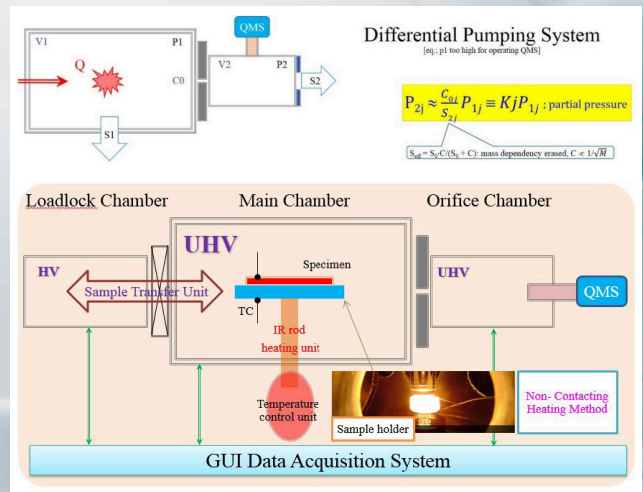 QMS
V1
P1
Q
C0
V2
P2
S1
S2
Differential Pumping System
[eq.; p1 too high for operating QMS]
P2j ≈ C0j/S2j P1j ≡ KjP1j ; partial pressure
Seff = S0·C/(S0 + C): mass dependency erased, C ∝ 1/√M
Loadlock Chamber
Main Chamber
Orifice Chamber
HV
UHV
UHV
Sample Transfer Unit
Specimen
TC
QMS
IR rod
heating unit
Temperature
control unit
Sample holder
Non- Contacting
Heating Method
GUI Data Acquisition System